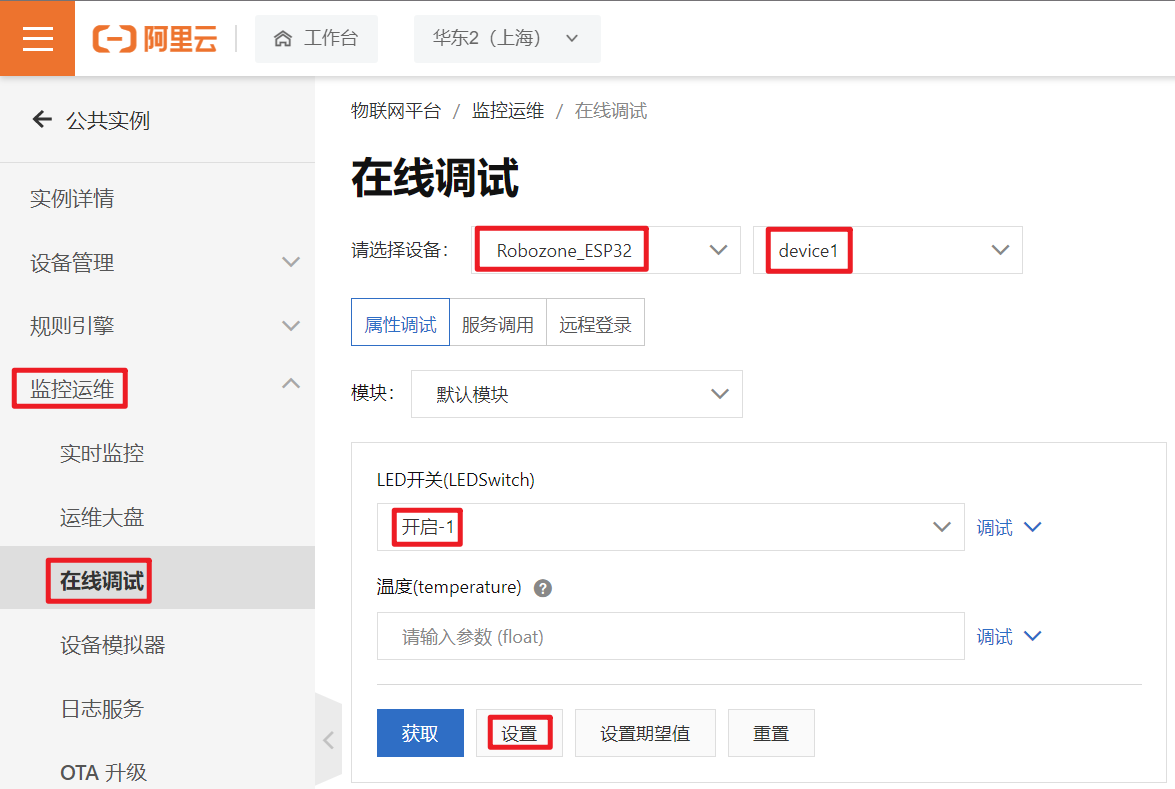 阿里云 工作台 华东2（上海）
公共实例
实例详情
设备管理
规则引擎
监控运维
实时监控
运维大盘
在线调试
设备模拟器
日志服务
OTA 升级
物联网平台 / 监控运维 / 在线调试
在线调试
请选择设备： Robozone_ESP32 device1
属性调试 服务调用 远程登录
模块： 默认模块
LED开关(LEDSwitch)
开启-1 调试
温度(temperature) ?
请输入参数 (float) 调试
获取 设置 设置期望值 重置